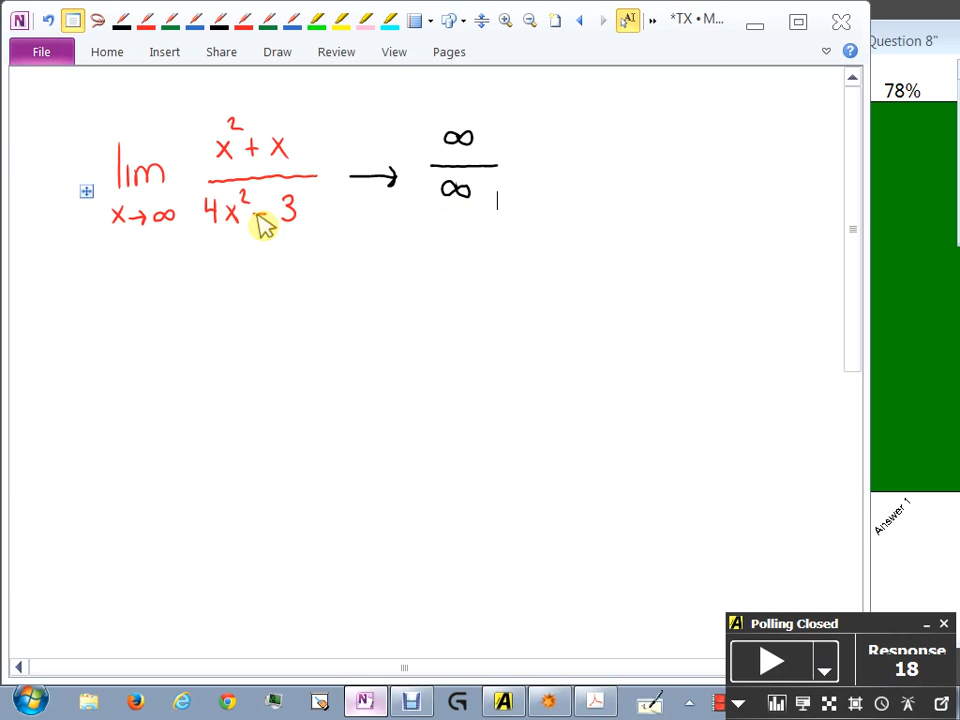 *TX • M...
File Home Insert Share Draw Review View Pages
Question 8"
78%
lim x→∞ x² + x / 4x² - 3 → ∞ / ∞
Answer 1
Polling Closed
Response
18